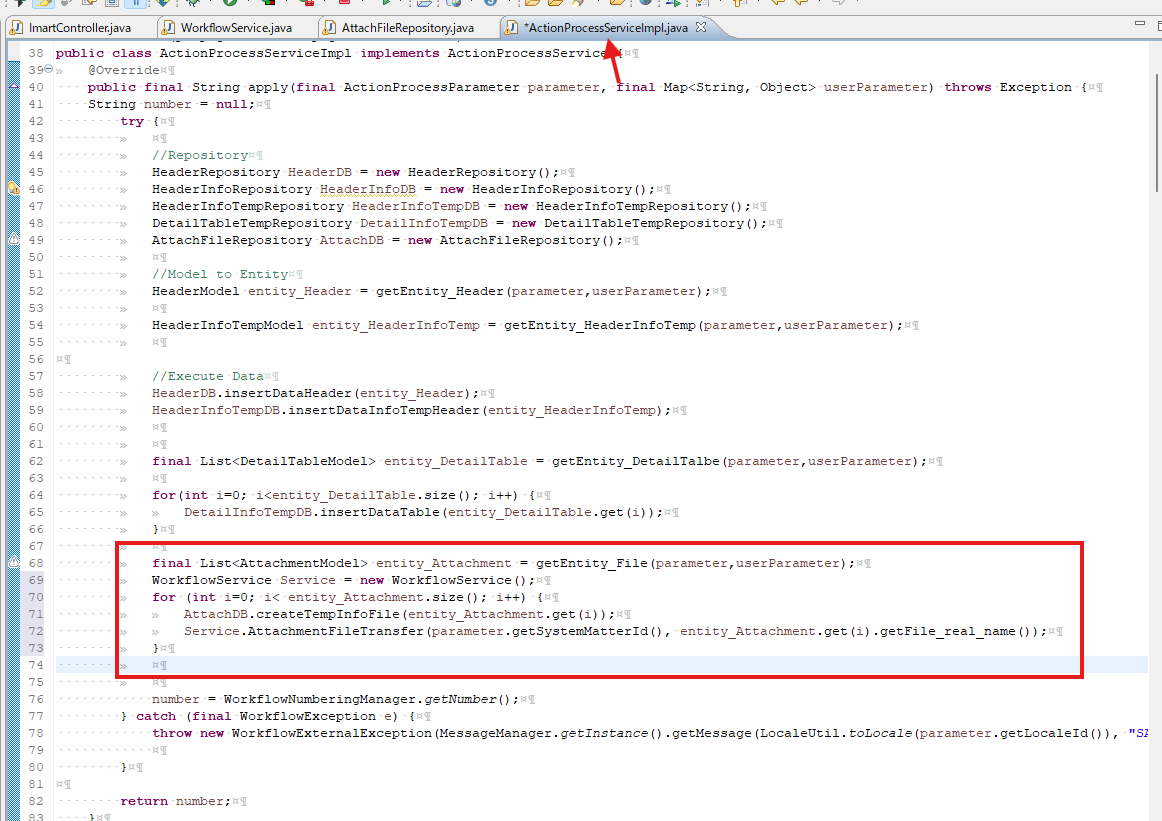 ImartController.java
WorkflowService.java
AttachFileRepository.java
*ActionProcessServiceImpl.java
38 public class ActionProcessServiceImpl implements ActionProcessService {
39 @Override
40 public final String apply(final ActionProcessParameter parameter, final Map<String, Object> userParameter) throws Exception {
41 String number = null;
42 try {
43
44 //Repository
45 HeaderRepository HeaderDB = new HeaderRepository();
46 HeaderInfoRepository HeaderInfoDB = new HeaderInfoRepository();
47 HeaderInfoTempRepository HeaderInfoTempDB = new HeaderInfoTempRepository();
48 DetailTableTempRepository DetailInfoTempDB = new DetailTableTempRepository();
49 AttachFileRepository AttachDB = new AttachFileRepository();
50
51 //Model to Entity
52 HeaderModel entity_Header = getEntity_Header(parameter,userParameter);
53
54 HeaderInfoTempModel entity_HeaderInfoTemp = getEntity_HeaderInfoTemp(parameter,userParameter);
55
56
57 //Execute Data
58 HeaderDB.insertDataHeader(entity_Header);
59 HeaderInfoTempDB.insertDataInfoTempHeader(entity_HeaderInfoTemp);
60
61
62 final List<DetailTableModel> entity_DetailTable = getEntity_DetailTalbe(parameter,userParameter);
63
64 for(int i=0; i<entity_DetailTable.size(); i++) {
65 DetailInfoTempDB.insertDataTable(entity_DetailTable.get(i));
66 }
67
68 final List<AttachmentModel> entity_Attachment = getEntity_File(parameter,userParameter);
69 WorkflowService Service = new WorkflowService();
70 for (int i=0; i< entity_Attachment.size(); i++) {
71 AttachDB.createTempInfoFile(entity_Attachment.get(i));
72 Service.AttachmentFileTransfer(parameter.getSystemMatterId(), entity_Attachment.get(i).getFile_real_name());
73 }
74
75
76 number = WorkflowNumberingManager.getNumber();
77 } catch (final WorkflowException e) {
78 throw new WorkflowExternalException(MessageManager.getInstance().getMessage(LocaleUtil.toLocale(parameter.getLocaleId()),
79
80 }
81
82 return number;
83 }